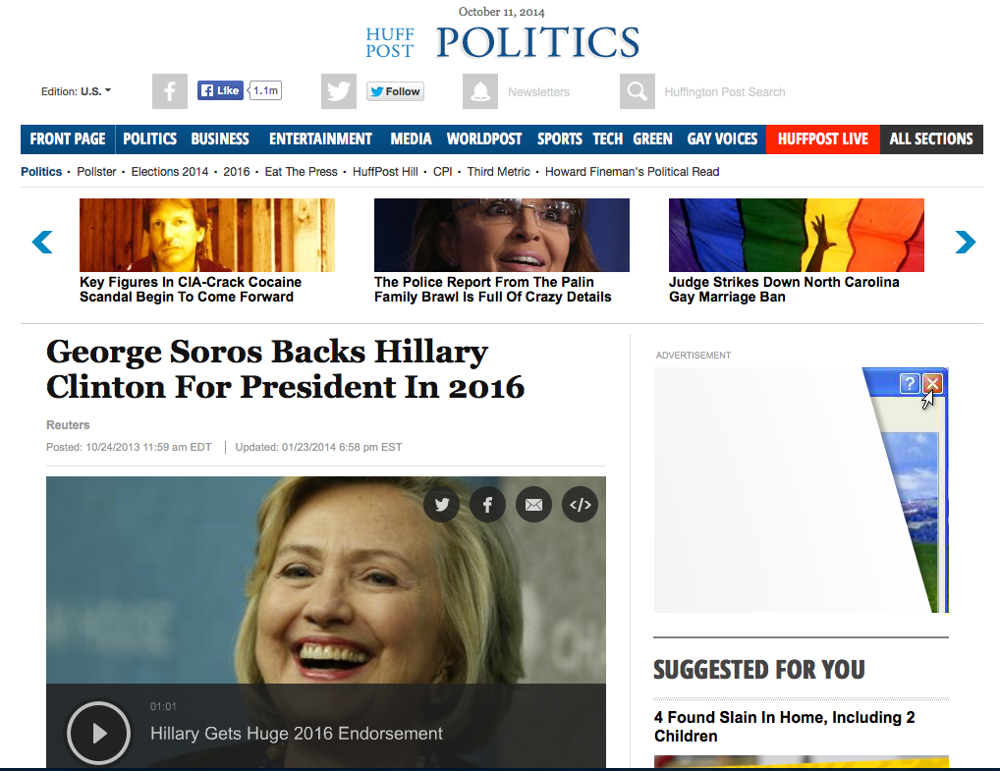 October 11, 2014
HUFF
POST
POLITICS
Edition: U.S.
Like
1.1m
Follow
Newsletters
Huffington Post Search
FRONT PAGE POLITICS BUSINESS ENTERTAINMENT MEDIA WORLDPOST SPORTS TECH GREEN GAY VOICES HUFFPOST LIVE ALL SECTIONS
Politics • Pollster • Elections 2014 • 2016 • Eat The Press • HuffPost Hill • CPI • Third Metric • Howard Fineman's Political Read
Key Figures In CIA-Crack Cocaine
Scandal Begin To Come Forward
The Police Report From The Palin
Family Brawl Is Full Of Crazy Details
Judge Strikes Down North Carolina
Gay Marriage Ban
George Soros Backs Hillary
Clinton For President In 2016
Reuters
Posted: 10/24/2013 11:59 am EDT | Updated: 01/23/2014 6:58 pm EST
01:01
Hillary Gets Huge 2016 Endorsement
ADVERTISEMENT
SUGGESTED FOR YOU
4 Found Slain In Home, Including 2
Children